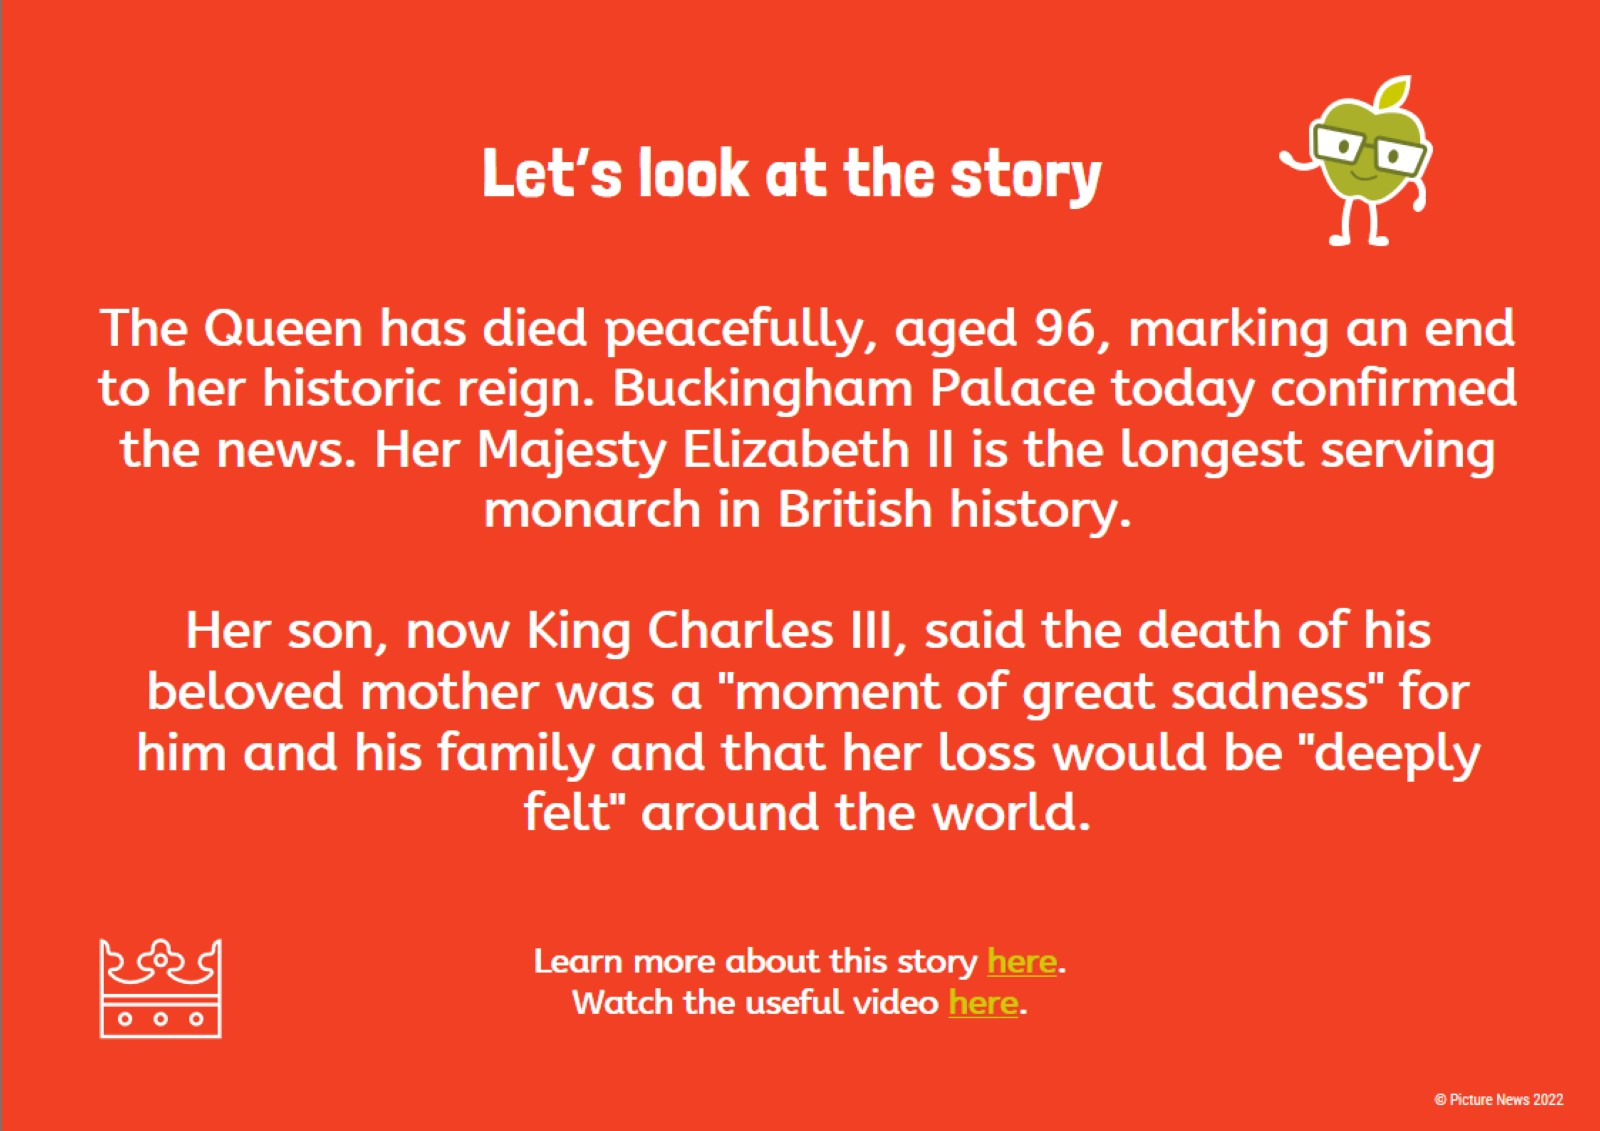 Let's look at the story
The Queen has died peacefully, aged 96, marking an end
to her historic reign. Buckingham Palace today confirmed
the news. Her Majesty Elizabeth II is the longest serving
monarch in British history.
Her son, now King Charles III, said the death of his
beloved mother was a "moment of great sadness" for
him and his family and that her loss would be "deeply
felt" around the world.
Learn more about this story here.
Watch the useful video here.
© Picture News 2022